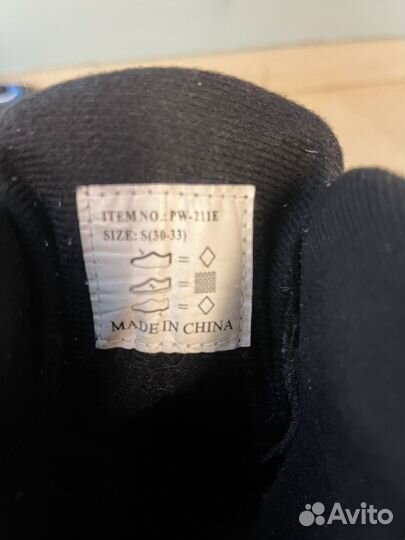 ITEM NO.: PW-211E
SIZE: S(30-33)
=
=
=
MADE IN CHINA
Avito